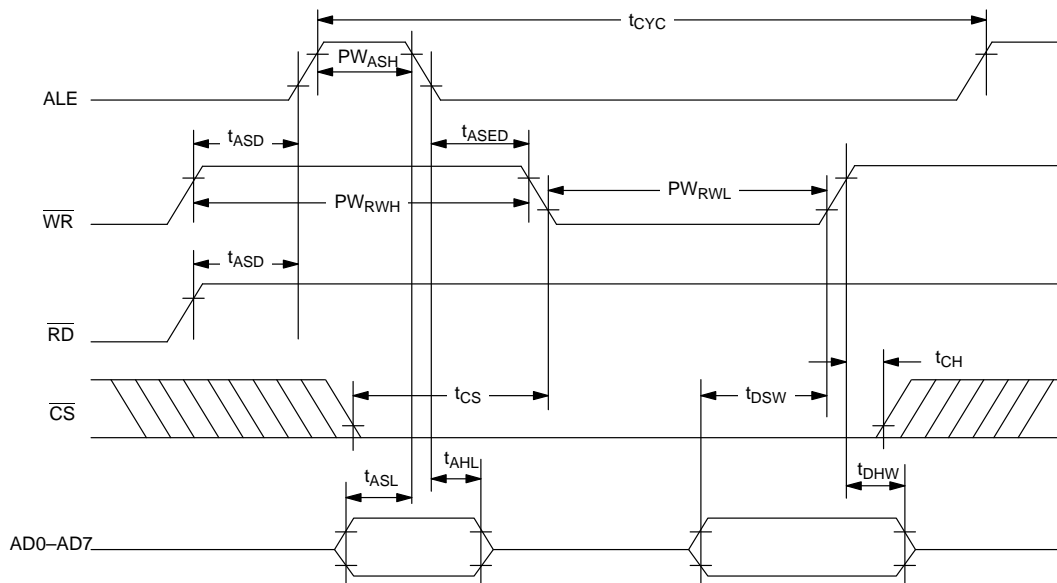 tCYC
PWASH
ALE
tASD
tASED
PWRWH
PWRWL
WR
tASD
RD
tCH
CS
tCS
tDSW
tASL
tAHL
tDHW
AD0–AD7